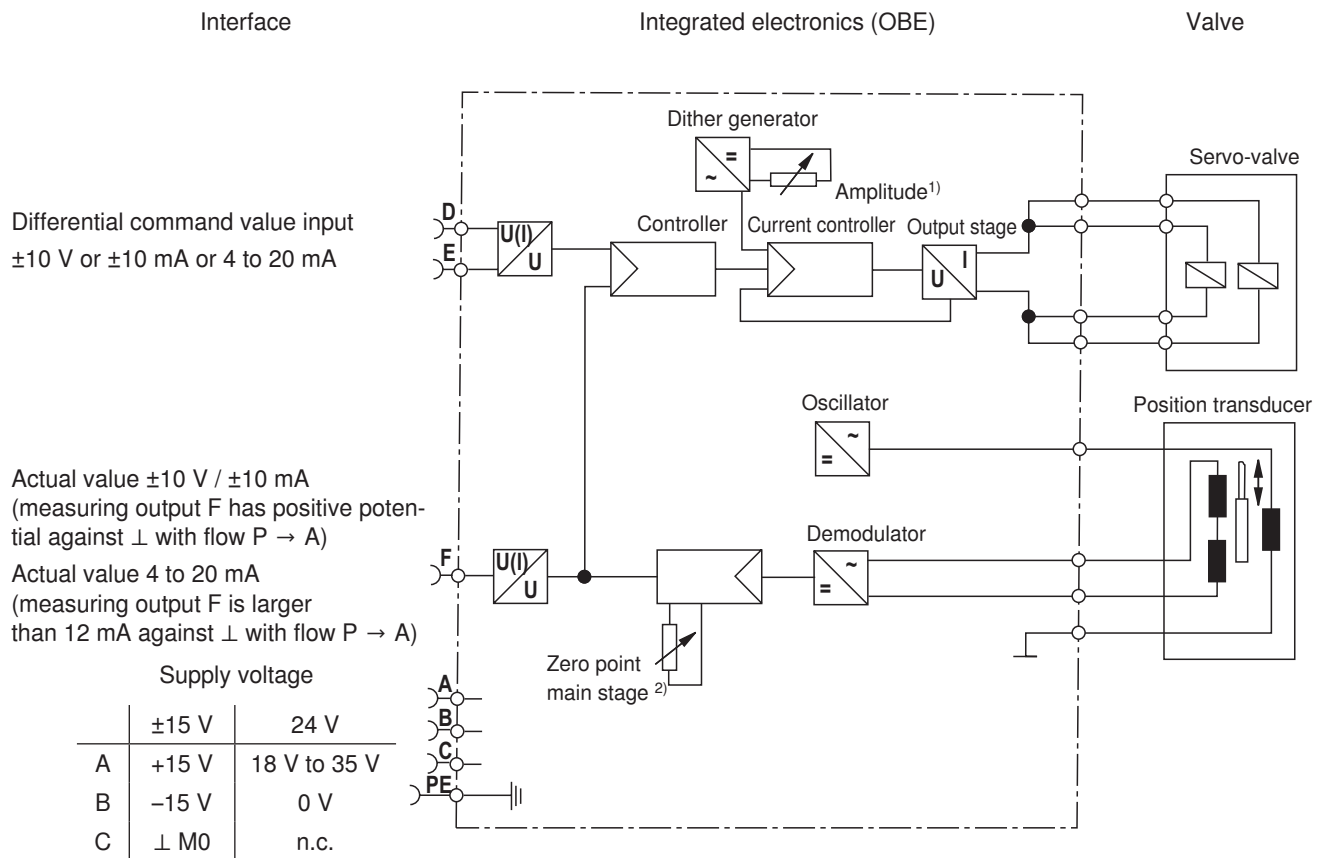 Interface
Integrated electronics (OBE)
Valve
Dither generator
=
~
Amplitude1)
Servo-valve
Differential command value input
±10 V or ±10 mA or 4 to 20 mA
D
E
U(I)
U
Controller
Current controller
Output stage
I
U
Oscillator
~
=
Position transducer
Actual value ±10 V / ±10 mA
(measuring output F has positive poten-
tial against ⊥ with flow P → A)
Actual value 4 to 20 mA
(measuring output F is larger
than 12 mA against ⊥ with flow P → A)
F
U(I)
U
Demodulator
~
=
Zero point
main stage 2)
A
B
C
PE
Supply voltage
±15 V 24 V
A +15 V 18 V to 35 V
B –15 V 0 V
C ⊥ M0 n.c.